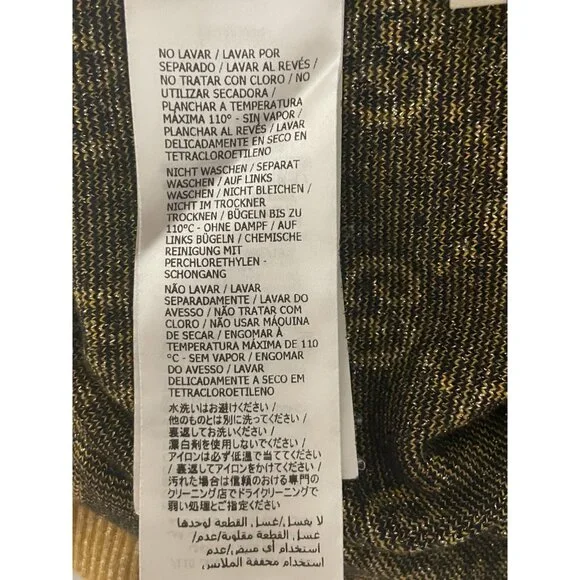 NO LAVAR / LAVAR POR
SEPARADO / LAVAR AL REVÉS /
NO TRATAR CON CLORO / NO
UTILIZAR SECADORA /
PLANCHAR A TEMPERATURA
MÁXIMA 110° - SIN VAPOR /
PLANCHAR AL REVÉS / LAVAR
DELICADAMENTE EN SECO EN
TETRACLOROETILENO
NICHT WASCHEN / SEPARAT
WASCHEN / AUF LINKS
WASCHEN / NICHT BLEICHEN /
NICHT IM TROCKNER
TROCKNEN / BÜGELN BIS ZU
110°C - OHNE DAMPF / AUF
LINKS BÜGELN / CHEMISCHE
REINIGUNG MIT
PERCHLORETHYLEN -
SCHONGANG
NÃO LAVAR / LAVAR
SEPARADAMENTE / LAVAR DO
AVESSO / NÃO TRATAR COM
CLORO / NÃO USAR MÁQUINA
DE SECAR / ENGOMAR À
TEMPERATURA MÁXIMA DE 110
°C - SEM VAPOR / ENGOMAR
DO AVESSO / LAVAR
DELICADAMENTE A SECO EM
TETRACLOROETILENO
水洗いはお避けください /
他のものとは別に洗ってください /
裏返してお洗いください /
漂白剤を使用しないでください /
アイロンは必ず低温で当ててください
/ 裏返してアイロンをかけてください /
汚れた場合は信頼のおける専門の
クリーニング店でドライクリーニングで
弱い処理とご指定ください
لا يغسل/غسل القطعة لوحدها
/غسل القطعة مقلوبة/عدم
استخدام أي مبيض/عدم
استخدام مجففة الملابس